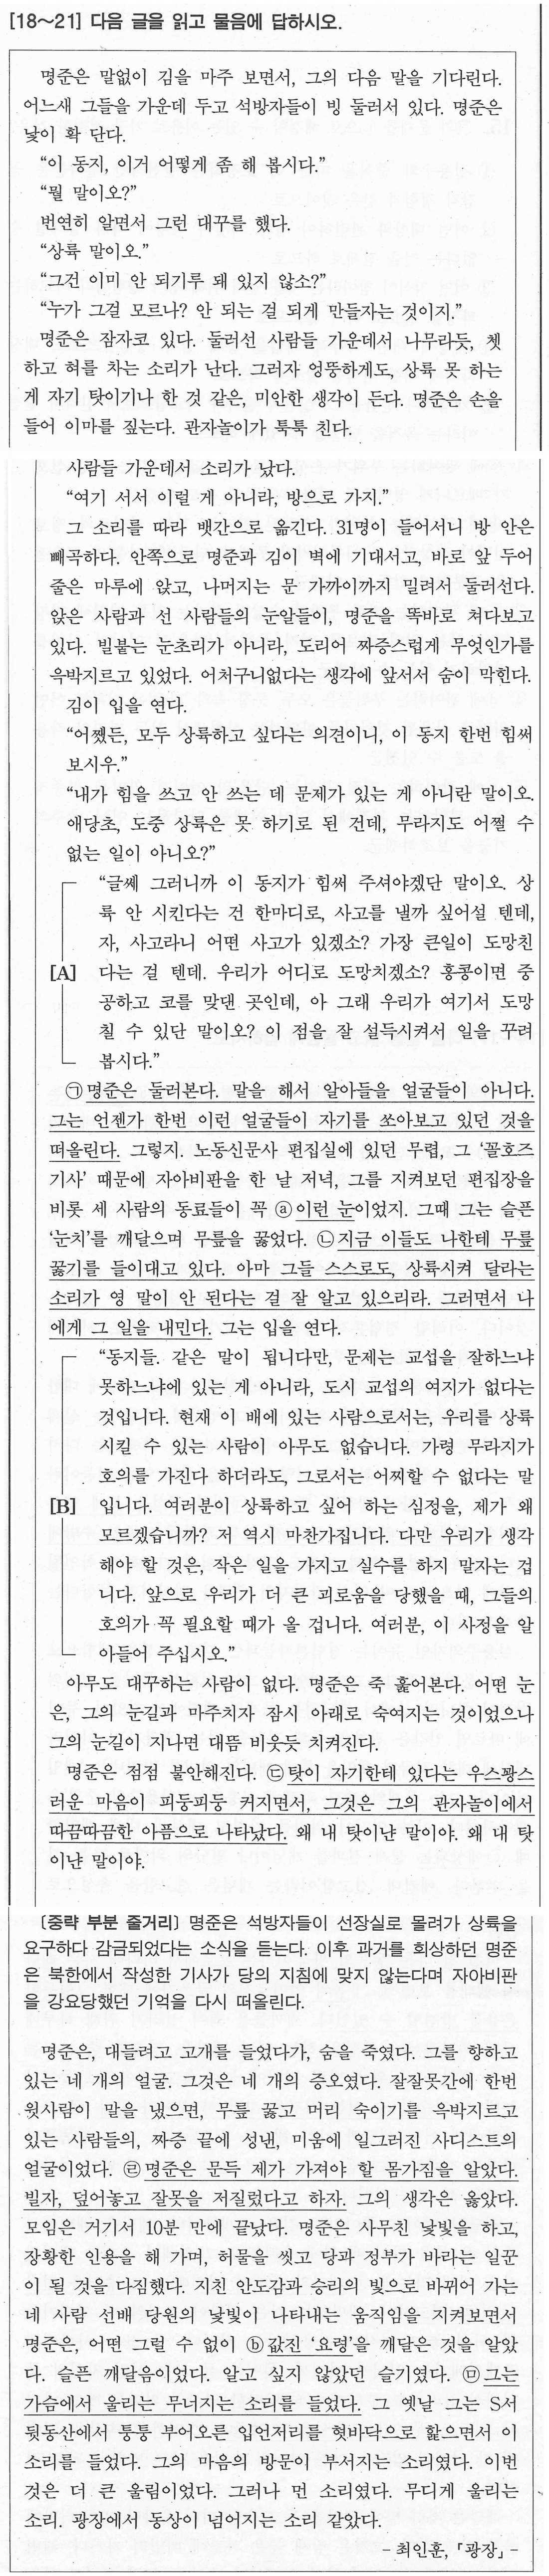 [18~21] 다음 글을 읽고 물음에 답하시오.
명준은 말없이 김을 마주 보면서, 그의 다음 말을 기다린다.
어느새 그들을 가운데 두고 석방자들이 빙 둘러서 있다. 명준은
낯이 확 단다.
“이 동지, 이거 어떻게 좀 해 봅시다.”
“뭘 말이오?”
번연히 알면서 그런 대꾸를 했다.
“상륙 말이오.”
“그건 이미 안 되기루 돼 있지 않소?”
“누가 그걸 모르나? 안 되는 걸 되게 만들자는 것이지.”
명준은 잠자코 있다. 둘러선 사람들 가운데서 나무라듯, 쳇
하고 혀를 차는 소리가 난다. 그러자 엉뚱하게도, 상륙 못 하는
게 자기 탓이기나 한 것 같은, 미안한 생각이 든다. 명준은 손을
들어 이마를 짚는다. 관자놀이가 툭툭 친다.
사람들 가운데서 소리가 났다.
“여기 서서 이럴 게 아니라, 방으로 가지.”
그 소리를 따라 뱃간으로 옮긴다. 31명이 들어서니 방 안은
빼곡하다. 안쪽으로 명준과 김이 벽에 기대서고, 바로 앞 두어
줄은 마루에 앉고, 나머지는 문 가까이까지 밀려서 둘러선다.
앉은 사람과 선 사람들의 눈알들이, 명준을 똑바로 쳐다보고
있다. 빌붙는 눈초리가 아니라, 도리어 짜증스럽게 무엇인가를
윽박지르고 있었다. 어처구니없다는 생각에 앞서서 숨이 막힌다.
김이 입을 연다.
“어쨌든, 모두 상륙하고 싶다는 의견이니, 이 동지 한번 힘써
보시우.”
“내가 힘을 쓰고 안 쓰는 데 문제가 있는 게 아니란 말이오.
애당초, 도중 상륙은 못 하기로 된 건데, 무라지도 어쩔 수
없는 일이 아니오?”
“글쎄 그러니까 이 동지가 힘써 주셔야겠단 말이오. 상
륙 안 시킨다는 건 한마디로, 사고를 낼까 싶어설 텐데,
자, 사고라니 어떤 사고가 있겠소? 가장 큰일이 도망친
[A] 다는 걸 텐데. 우리가 어디로 도망치겠소? 홍콩이면 중
공하고 코를 맞댄 곳인데, 아 그래 우리가 여기서 도망
칠 수 있단 말이오? 이 점을 잘 설득시켜서 일을 꾸려
봅시다.”
㉠명준은 둘러본다. 말을 해서 알아들을 얼굴들이 아니다.
그는 언젠가 한번 이런 얼굴들이 자기를 쏘아보고 있던 것을
떠올린다. 그렇지. 노동신문사 편집실에 있던 무렵, 그 ‘꼴호즈
기사’ 때문에 자아비판을 한 날 저녁, 그를 지켜보던 편집장을
비롯 세 사람의 동료들이 꼭 ⓐ이런 눈이었지. 그때 그는 슬픈
‘눈치’를 깨달으며 무릎을 꿇었다. ㉡지금 이들도 나한테 무릎
꿇기를 들이대고 있다. 아마 그들 스스로도, 상륙시켜 달라는
소리가 영 말이 안 된다는 걸 잘 알고 있으리라. 그러면서 나
에게 그 일을 내민다. 그는 입을 연다.
“동지들. 같은 말이 됩니다만, 문제는 교섭을 잘하느냐
못하느냐에 있는 게 아니라, 도시 교섭의 여지가 없다는
것입니다. 현재 이 배에 있는 사람으로서는, 우리를 상륙
시킬 수 있는 사람이 아무도 없습니다. 가령 무라지가
호의를 가진다 하더라도, 그로서는 어찌할 수 없다는 말
[B] 입니다. 여러분이 상륙하고 싶어 하는 심정을, 제가 왜
모르겠습니까? 저 역시 마찬가집니다. 다만 우리가 생각
해야 할 것은, 작은 일을 가지고 실수를 하지 말자는 겁
니다. 앞으로 우리가 더 큰 괴로움을 당했을 때, 그들의
호의가 꼭 필요할 때가 올 겁니다. 여러분, 이 사정을 알
아들어 주십시오.”
아무도 대꾸하는 사람이 없다. 명준은 죽 훑어본다. 어떤 눈
은, 그의 눈길과 마주치자 잠시 아래로 숙여지는 것이었으나
그의 눈길이 지나면 대뜸 비웃듯 치켜진다.
명준은 점점 불안해진다. ㉢탓이 자기한테 있다는 우스꽝스
러운 마음이 피둥피둥 커지면서, 그것은 그의 관자놀이에서
따끔따끔한 아픔으로 나타났다. 왜 내 탓이냔 말이야. 왜 내 탓
이냔 말이야.
[중략 부분 줄거리] 명준은 석방자들이 선장실로 몰려가 상륙을
요구하다 감금되었다는 소식을 듣는다. 이후 과거를 회상하던 명준
은 북한에서 작성한 기사가 당의 지침에 맞지 않는다며 자아비판
을 강요당했던 기억을 다시 떠올린다.
명준은, 대들려고 고개를 들었다가, 숨을 죽였다. 그를 향하고
있는 네 개의 얼굴. 그것은 네 개의 증오였다. 잘잘못간에 한번
윗사람이 말을 냈으면, 무릎 꿇고 머리 숙이기를 윽박지르고
있는 사람들의, 짜증 끝에 성낸, 미움에 일그러진 사디스트의
얼굴이었다. ㉣명준은 문득 제가 가져야 할 몸가짐을 알았다.
빌자, 덮어놓고 잘못을 저질렀다고 하자. 그의 생각은 옳았다.
모임은 거기서 10분 만에 끝났다. 명준은 사무친 낯빛을 하고,
장황한 인용을 해 가며, 허물을 씻고 당과 정부가 바라는 일꾼
이 될 것을 다짐했다. 지친 안도감과 승리의 빛으로 바뀌어 가는
네 사람 선배 당원의 낯빛이 나타내는 움직임을 지켜보면서
명준은, 어떤 그럴 수 없이 ⓑ값진 ‘요령’을 깨달은 것을 알았
다. 슬픈 깨달음이었다. 알고 싶지 않았던 슬기였다. ㉤그는
가슴에서 울리는 무너지는 소리를 들었다. 그 옛날 그는 S서
뒷동산에서 퉁퉁 부어오른 입언저리를 혓바닥으로 핥으면서 이
소리를 들었다. 그의 마음의 방문이 부서지는 소리였다. 이번
것은 더 큰 울림이었다. 그러나 먼 소리였다. 무디게 울리는
소리. 광장에서 동상이 넘어지는 소리 같았다.
- 최인훈, 「광장」 -